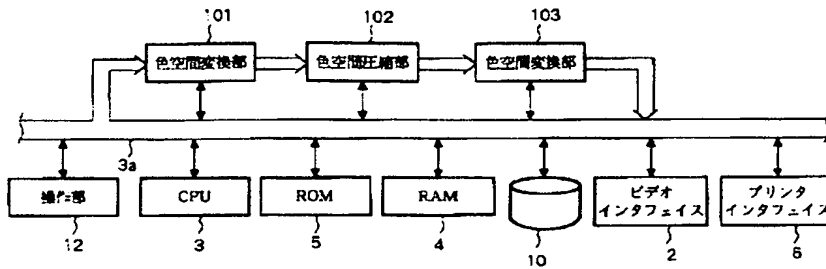 101
102
103
色空間変換部
色空間圧縮部
色空間変換部
3a
操作部
CPU
ROM
RAM
ビデオ
インタフェイス
プリンタ
インタフェイス
12
3
5
4
10
2
6